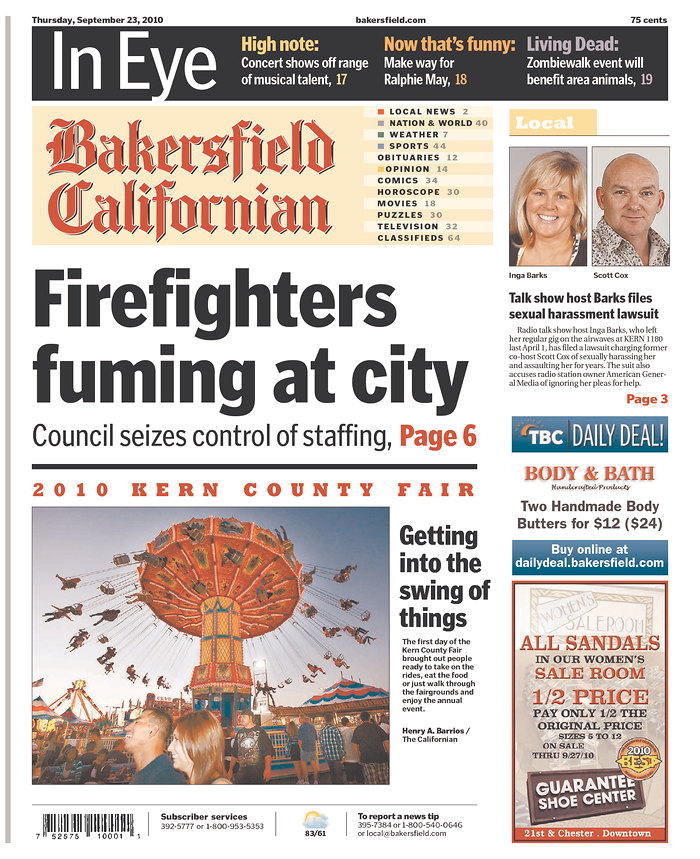 Thursday, September 23, 2010
bakersfield.com
75 cents
In Eye
High note:
Concert shows off range
of musical talent, 17
Now that's funny:
Make way for
Ralphie May, 18
Living Dead:
Zombiewalk event will
benefit area animals, 19
Bakersfield
Californian
LOCAL NEWS 2
NATION & WORLD 40
WEATHER 7
SPORTS 44
OBITUARIES 12
OPINION 14
COMICS 34
HOROSCOPE 30
MOVIES 18
PUZZLES 30
TELEVISION 32
CLASSIFIEDS 64
Firefighters
fuming at city
Council seizes control of staffing, Page 6
2010 KERN COUNTY FAIR
Getting
into the
swing of
things
The first day of the
Kern County Fair
brought out people
ready to take on the
rides, eat the food
or just walk through
the fairgrounds and
enjoy the annual
event.
Henry A. Barrios /
The Californian
Local
Inga Barks
Scott Cox
Talk show host Barks files
sexual harassment lawsuit
Radio talk show host Inga Barks, who left
her regular gig on the airwaves at KERN 1180
last April 1, has filed a lawsuit charging former
co-host Scott Cox of sexually harassing her
and assaulting her for years. The suit also
accuses radio station owner American Gener-
al Media of ignoring her pleas for help.
Page 3
TBC DAILY DEAL!
BODY & BATH
Handcrafted Products
Two Handmade Body
Butters for $12 ($24)
Buy online at
dailydeal.bakersfield.com
WOMEN'S
SALEROOM
ALL SANDALS
IN OUR WOMEN'S
SALE ROOM
1/2 PRICE
PAY ONLY 1/2 THE
ORIGINAL PRICE
SIZES 5 TO 12
ON SALE
THRU 9/27/10
2010
BEST
GUARANTEE
SHOE CENTER
21st & Chester . Downtown
7 52575 10001 1
Subscriber services
392-5777 or 1-800-953-5353
83/61
To report a news tip
395-7384 or 1-800-540-0646
or local@bakersfield.com